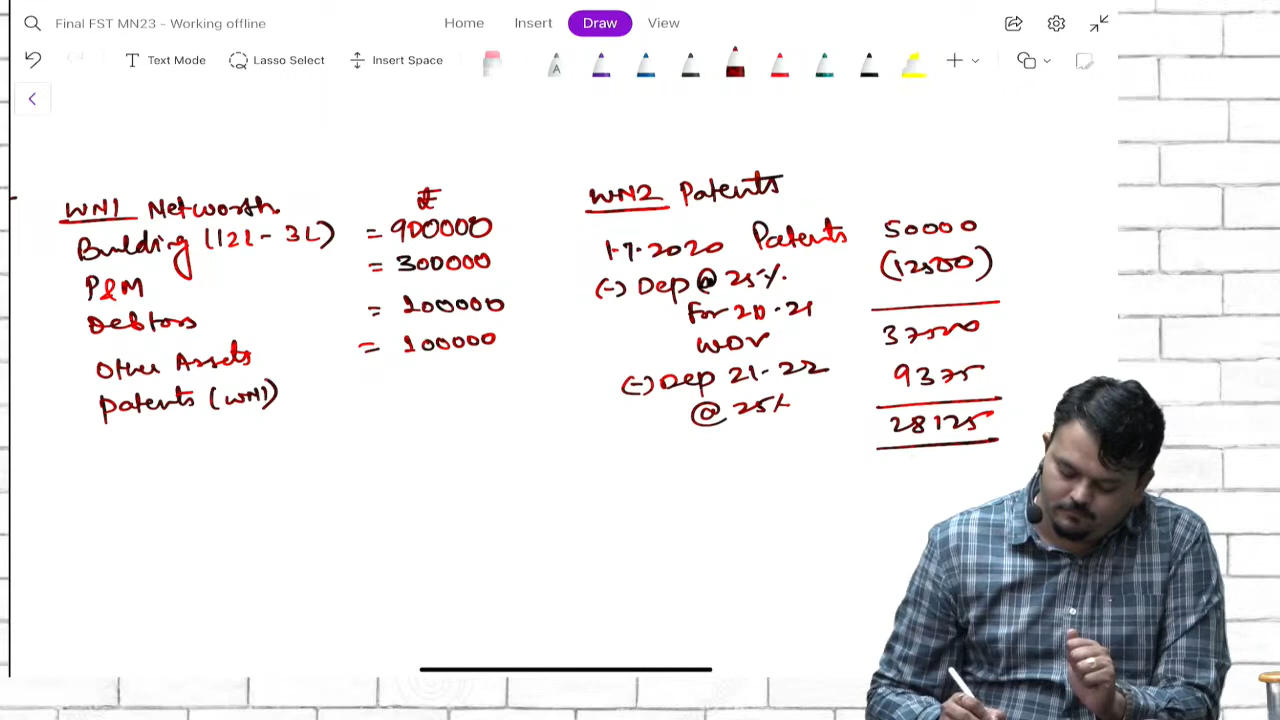 Final FST MN23 - Working offline
Home Insert Draw View
Text Mode Lasso Select Insert Space
WN1 Networth ₹
Building (12L - 3L) = 900000
P&M = 300000
Debtors = 200000
Other Assets = 100000
Patents (WN1)
WN2 Patents
1.7.2020 Patents 50000
(-) Dep @ 25% (12500)
for 20-21
WDV 37500
(-) Dep 21-22 9375
@ 25%
28125